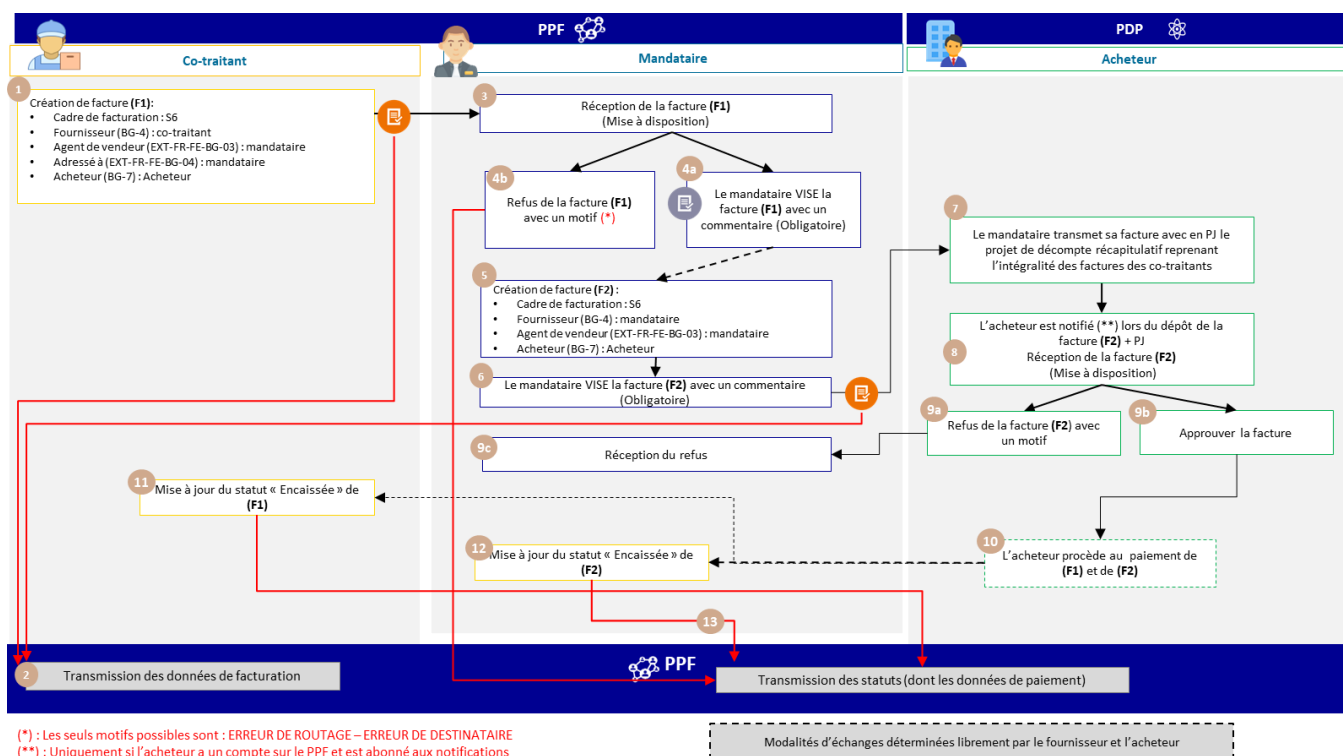 PPF
PDP
Co-traitant
Mandataire
Acheteur
1
Création de facture (F1):
• Cadre de facturation : S6
• Fournisseur (BG-4) : co-traitant
• Agent de vendeur (EXT-FR-FE-BG-03) : mandataire
• Adressé à (EXT-FR-FE-BG-04) : mandataire
• Acheteur (BG-7) : Acheteur
3
Réception de la facture (F1)
(Mise à disposition)
4b
Refus de la facture (F1)
avec un motif (*)
4a
Le mandataire VISE la
facture (F1) avec un
commentaire (Obligatoire)
5
Création de facture (F2) :
• Cadre de facturation : S6
• Fournisseur (BG-4) : mandataire
• Agent de vendeur (EXT-FR-FE-BG-03) : mandataire
• Acheteur (BG-7) : Acheteur
6
Le mandataire VISE la facture (F2) avec un commentaire
(Obligatoire)
7
Le mandataire transmet sa facture avec en PJ le
projet de décompte récapitulatif reprenant
l'intégralité des factures des co-traitants
8
L'acheteur est notifié (**) lors du dépôt de la
facture (F2) + PJ
Réception de la facture (F2)
(Mise à disposition)
9a
Refus de la facture (F2) avec
un motif
9b
Approuver la facture
9c
Réception du refus
10
L'acheteur procède au paiement de
(F1) et de (F2)
11
Mise à jour du statut « Encaissée » de
(F1)
12
Mise à jour du statut « Encaissée » de
(F2)
13
PPF
2
Transmission des données de facturation
Transmission des statuts (dont les données de paiement)
(*) : Les seuls motifs possibles sont : ERREUR DE ROUTAGE – ERREUR DE DESTINATAIRE
(**) : Uniquement si l'acheteur a un compte sur le PPF et est abonné aux notifications
Modalités d'échanges déterminées librement par le fournisseur et l'acheteur